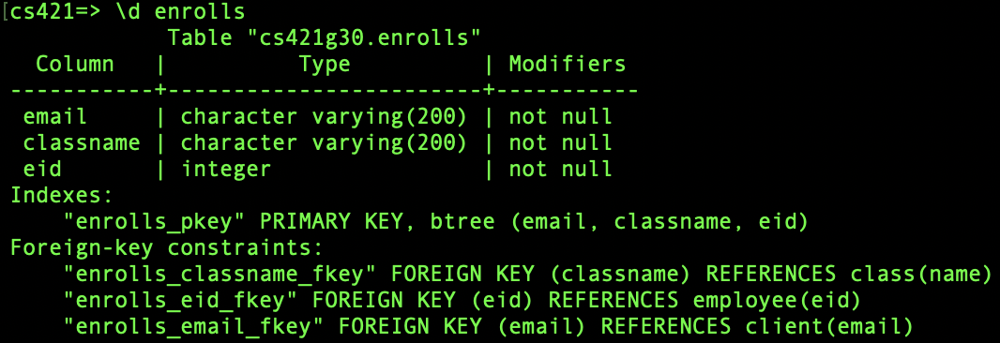 [cs421=> \d enrolls
Table "cs421g30.enrolls"
Column | Type | Modifiers
-----------+------------------------+-----------
email | character varying(200) | not null
classname | character varying(200) | not null
eid | integer | not null
Indexes:
"enrolls_pkey" PRIMARY KEY, btree (email, classname, eid)
Foreign-key constraints:
"enrolls_classname_fkey" FOREIGN KEY (classname) REFERENCES class(name)
"enrolls_eid_fkey" FOREIGN KEY (eid) REFERENCES employee(eid)
"enrolls_email_fkey" FOREIGN KEY (email) REFERENCES client(email)